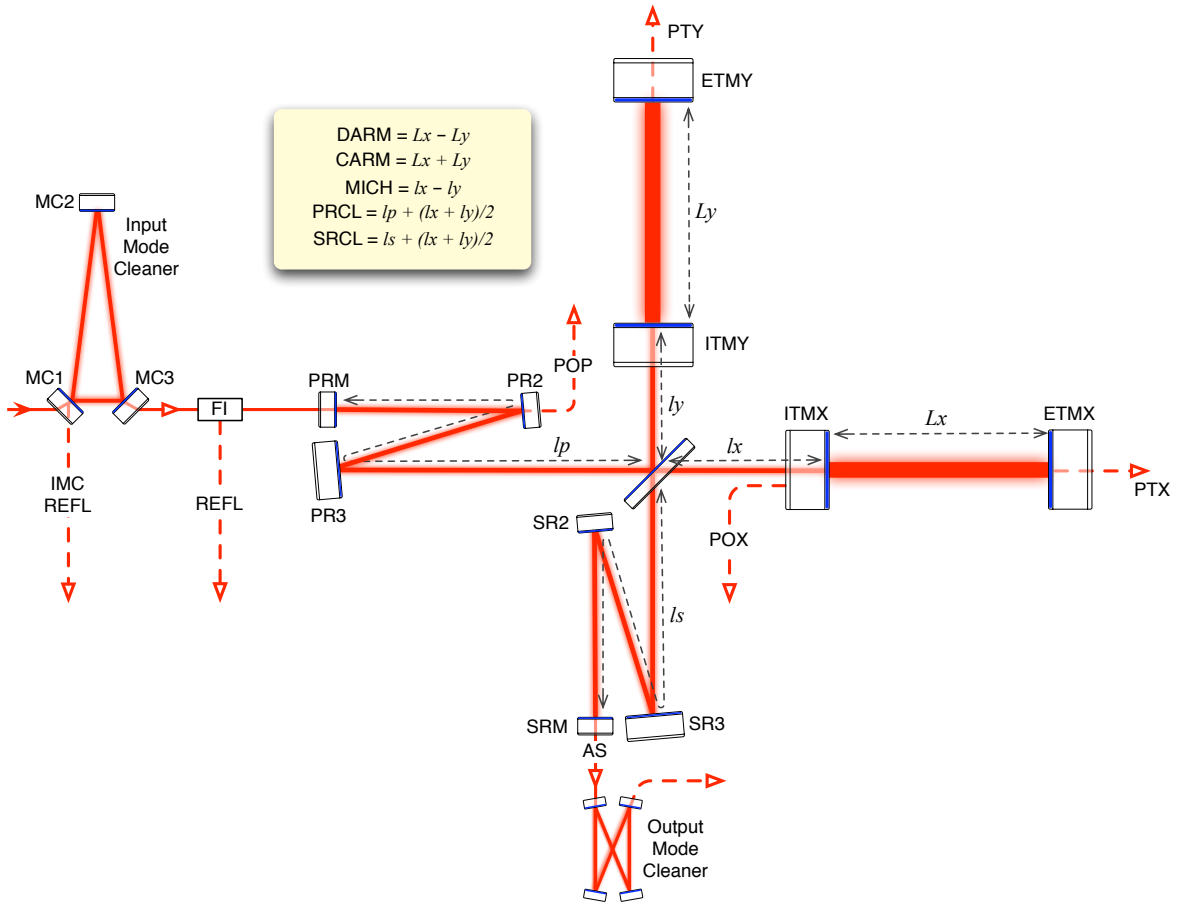 PTY
ETMY
DARM = Lx − Ly
CARM = Lx + Ly
MICH = lx − ly
PRCL = lp + (lx + ly)/2
SRCL = ls + (lx + ly)/2
MC2
Input
Mode
Cleaner
Ly
ITMY
MC1
MC3
FI
PRM
PR2
POP
ly
ITMX
ETMX
Lx
lp
lx
IMC
REFL
REFL
PR3
PTX
SR2
POX
ls
SRM
SR3
AS
Output
Mode
Cleaner